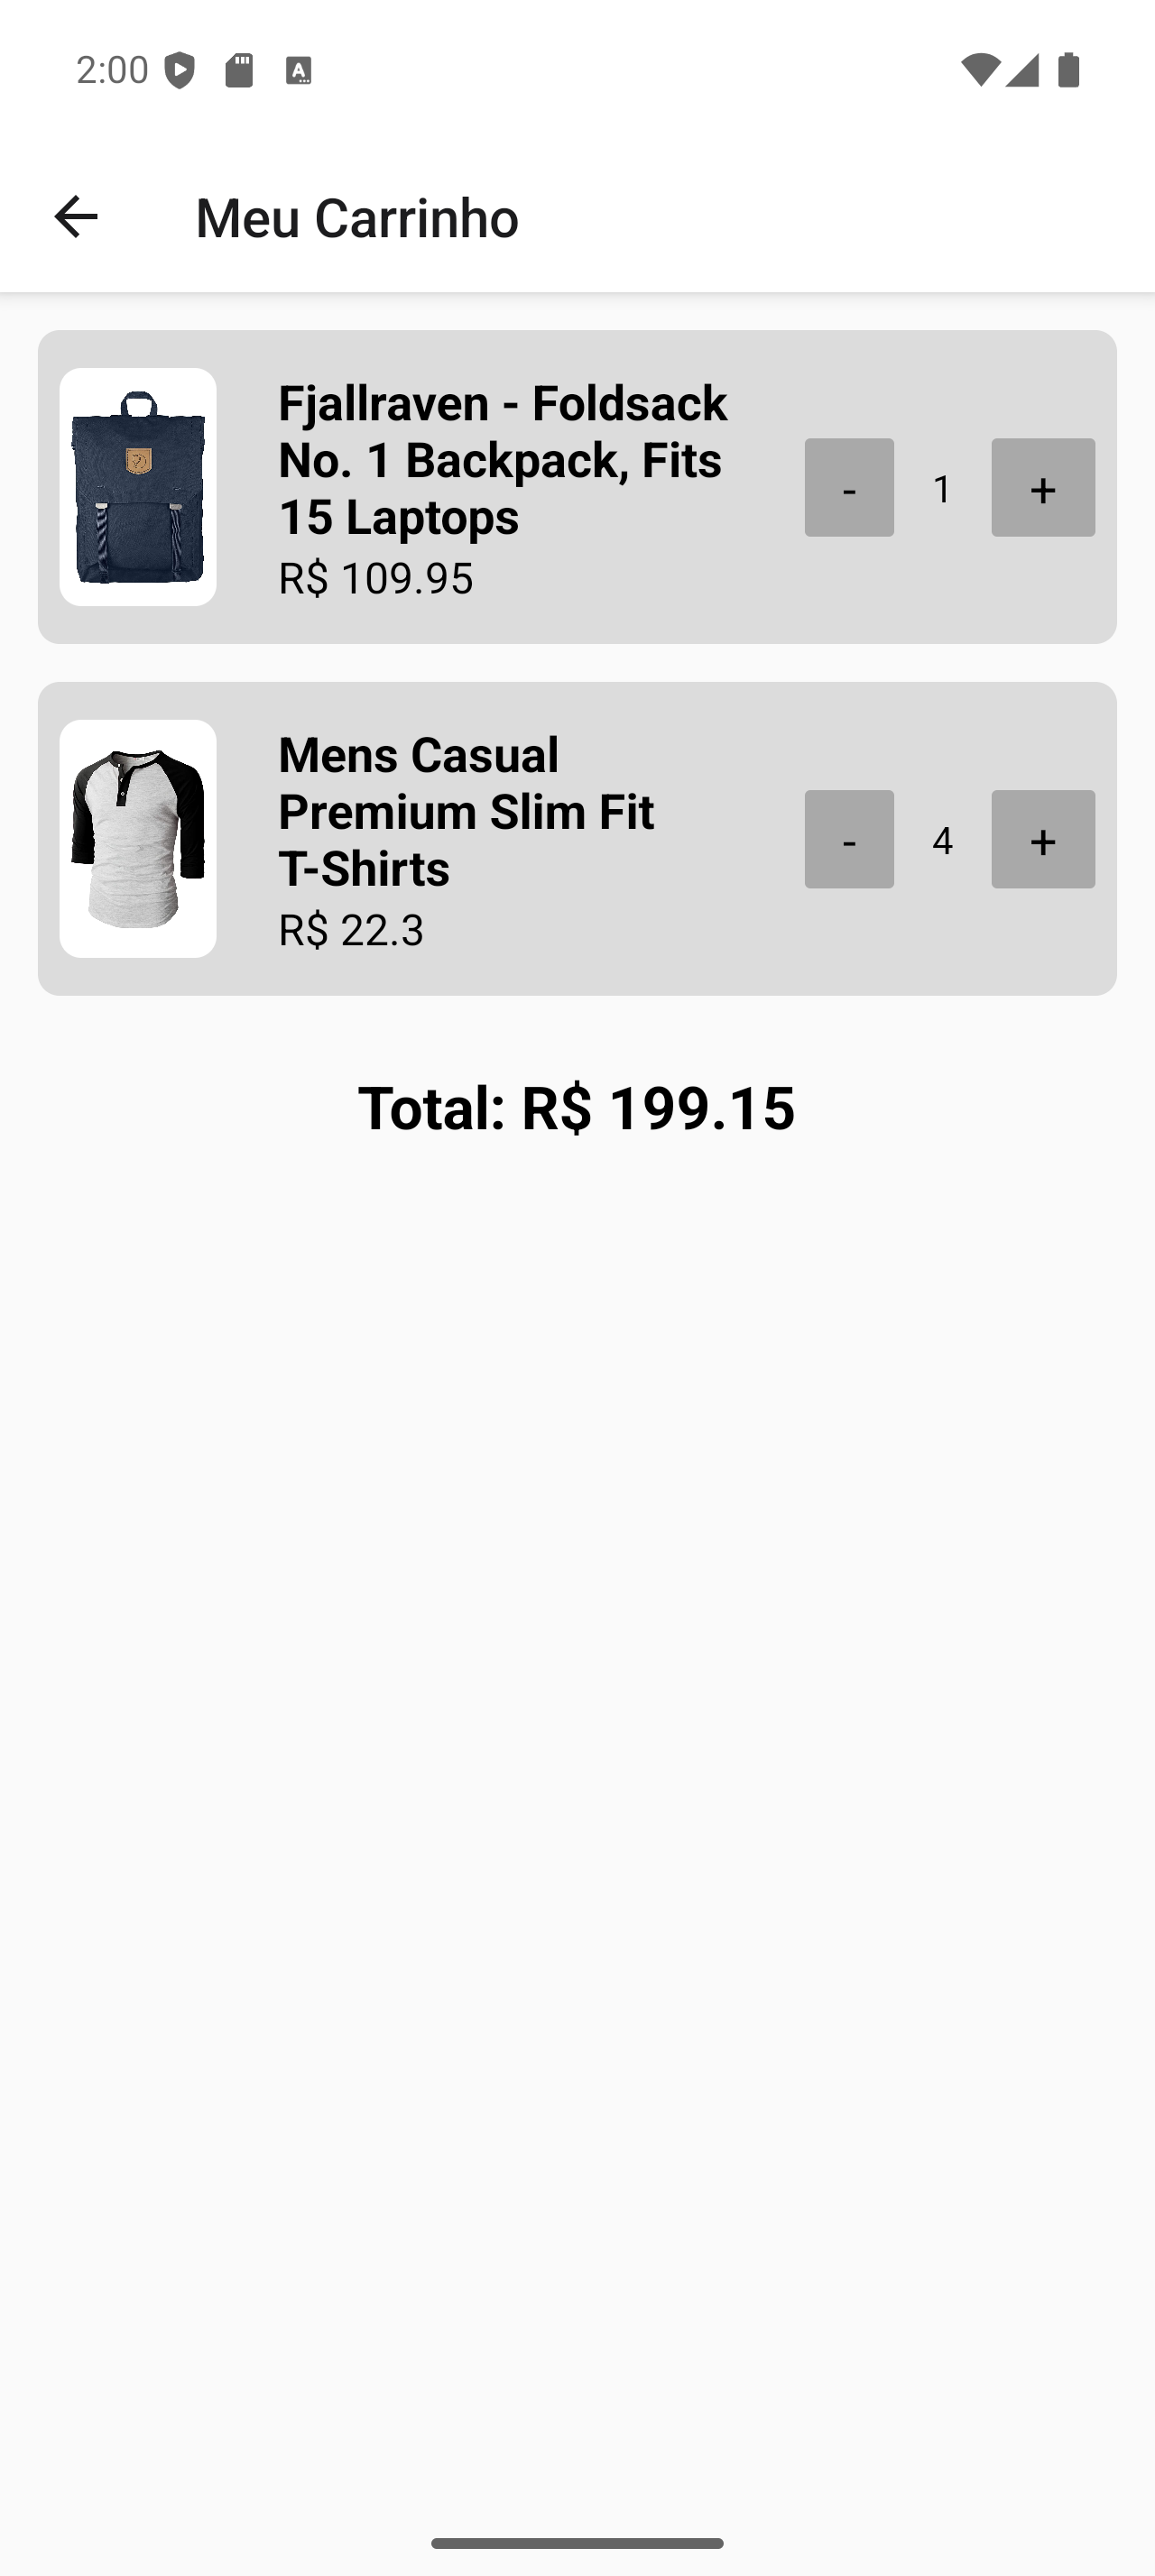 2:00
Meu Carrinho
Fjallraven - Foldsack
No. 1 Backpack, Fits
15 Laptops
R$ 109.95
- 1 +
Mens Casual
Premium Slim Fit
T-Shirts
R$ 22.3
- 4 +
Total: R$ 199.15